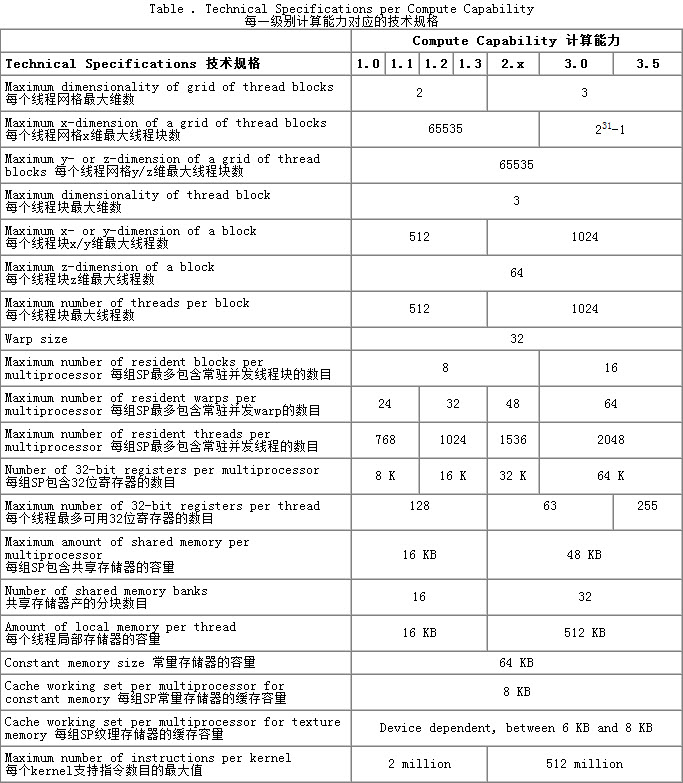 Table . Technical Specifications per Compute Capability
每一级别计算能力对应的技术规格
Compute Capability 计算能力
Technical Specifications 技术规格 1.0 1.1 1.2 1.3 2.x 3.0 3.5
Maximum dimensionality of grid of thread blocks
每个线程网格最大维数
2 3
Maximum x-dimension of a grid of thread blocks
每个线程网格x维最大线程块数
65535 2^31-1
Maximum y- or z-dimension of a grid of thread
blocks 每个线程网格y/z维最大线程块数
65535
Maximum dimensionality of thread block
每个线程块最大维数
3
Maximum x- or y-dimension of a block
每个线程块x/y维最大线程数
512 1024
Maximum z-dimension of a block
每个线程块z维最大线程数
64
Maximum number of threads per block
每个线程块最大线程数
512 1024
Warp size 32
Maximum number of resident blocks per
multiprocessor 每组SP最多包含常驻并发线程块的数目
8 16
Maximum number of resident warps per
multiprocessor 每组SP最多包含常驻并发warp的数目
24 32 48 64
Maximum number of resident threads per
multiprocessor 每组SP最多包含常驻并发线程的数目
768 1024 1536 2048
Number of 32-bit registers per multiprocessor
每组SP包含32位寄存器的数目
8 K 16 K 32 K 64 K
Maximum number of 32-bit registers per thread
每个线程最多可用32位寄存器的数目
128 63 255
Maximum amount of shared memory per
multiprocessor
每组SP包含共享存储器的容量
16 KB 48 KB
Number of shared memory banks
共享存储器产的分块数目
16 32
Amount of local memory per thread
每个线程局部存储器的容量
16 KB 512 KB
Constant memory size 常量存储器的容量 64 KB
Cache working set per multiprocessor for
constant memory 每组SP常量存储器的缓存容量
8 KB
Cache working set per multiprocessor for texture
memory 每组SP纹理存储器的缓存容量
Device dependent, between 6 KB and 8 KB
Maximum number of instructions per kernel
每个kernel支持指令数目的最大值
2 million 512 million